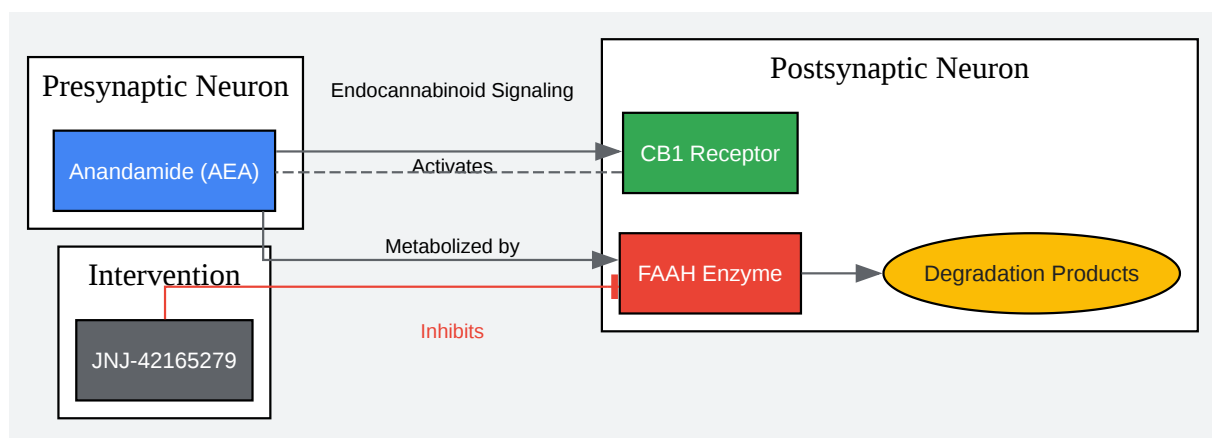 Presynaptic Neuron
Anandamide (AEA)
Endocannabinoid Signaling
Activates
Metabolized by
Postsynaptic Neuron
CB1 Receptor
FAAH Enzyme
Degradation Products
Intervention
JNJ-42165279
Inhibits